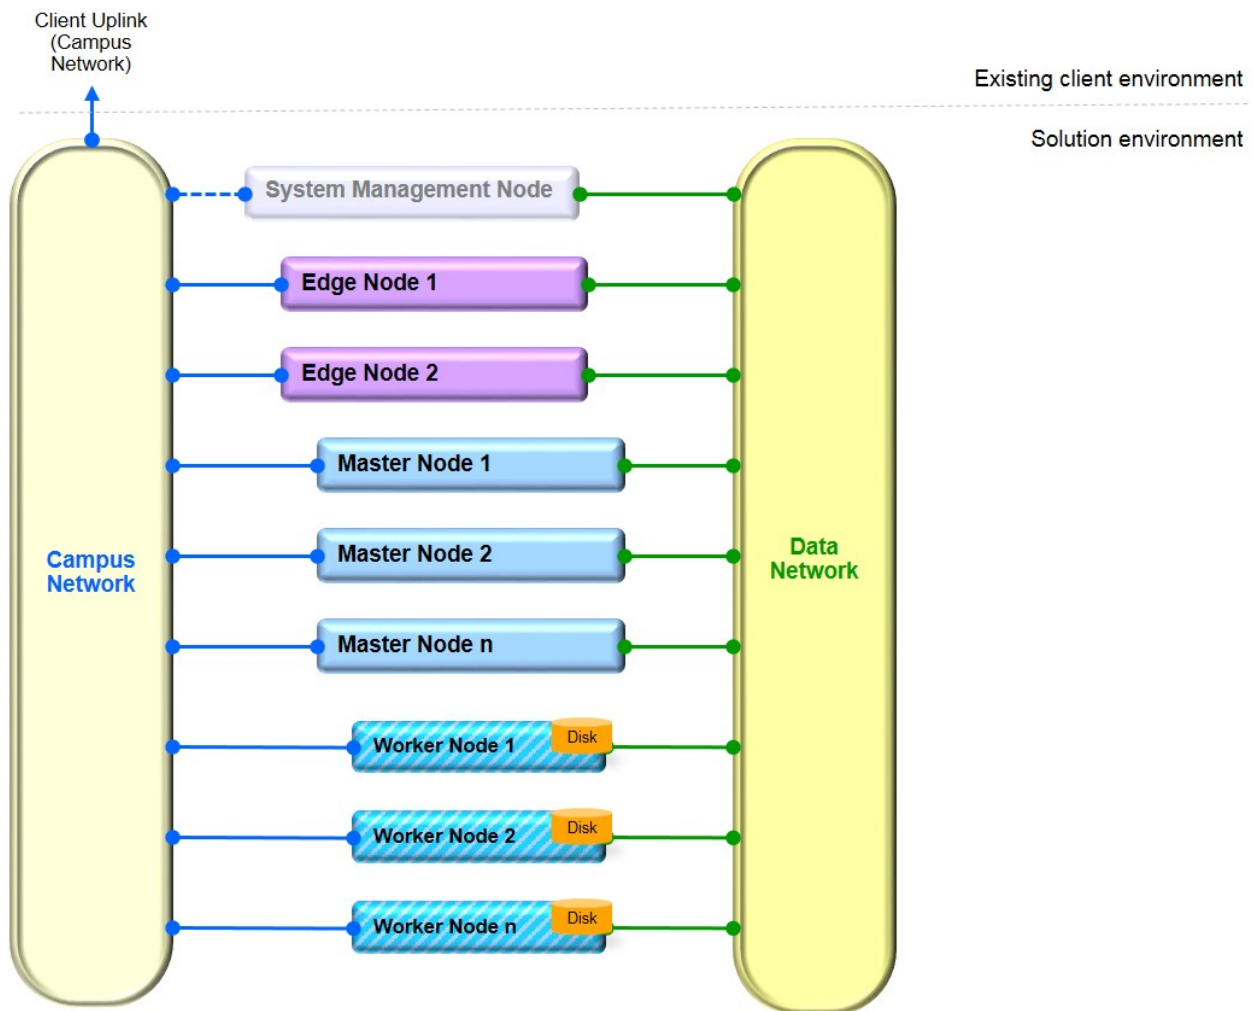 Client Uplink
(Campus
Network)
Existing client environment
Solution environment
System Management Node
Edge Node 1
Edge Node 2
Master Node 1
Master Node 2
Master Node n
Campus
Network
Data
Network
Worker Node 1
Disk
Worker Node 2
Disk
Worker Node n
Disk